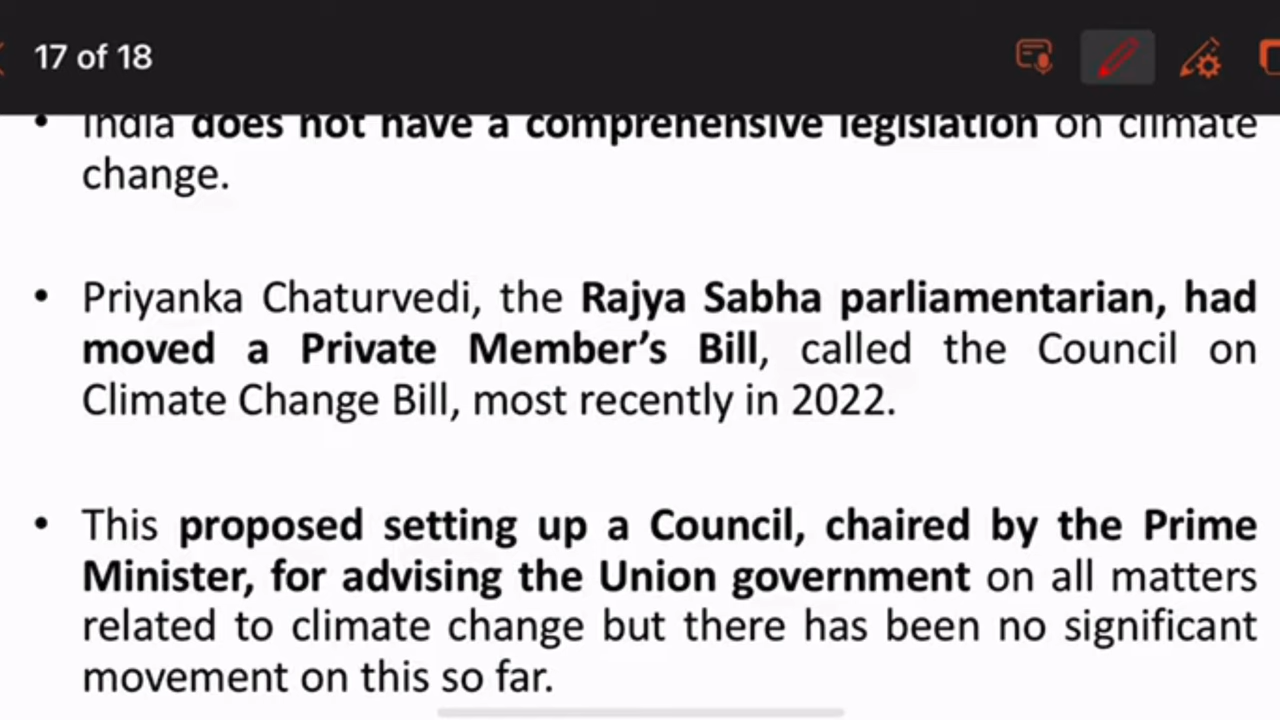 17 of 18
• India does not have a comprehensive legislation on climate
change.
• Priyanka Chaturvedi, the Rajya Sabha parliamentarian, had
moved a Private Member’s Bill, called the Council on
Climate Change Bill, most recently in 2022.
• This proposed setting up a Council, chaired by the Prime
Minister, for advising the Union government on all matters
related to climate change but there has been no significant
movement on this so far.